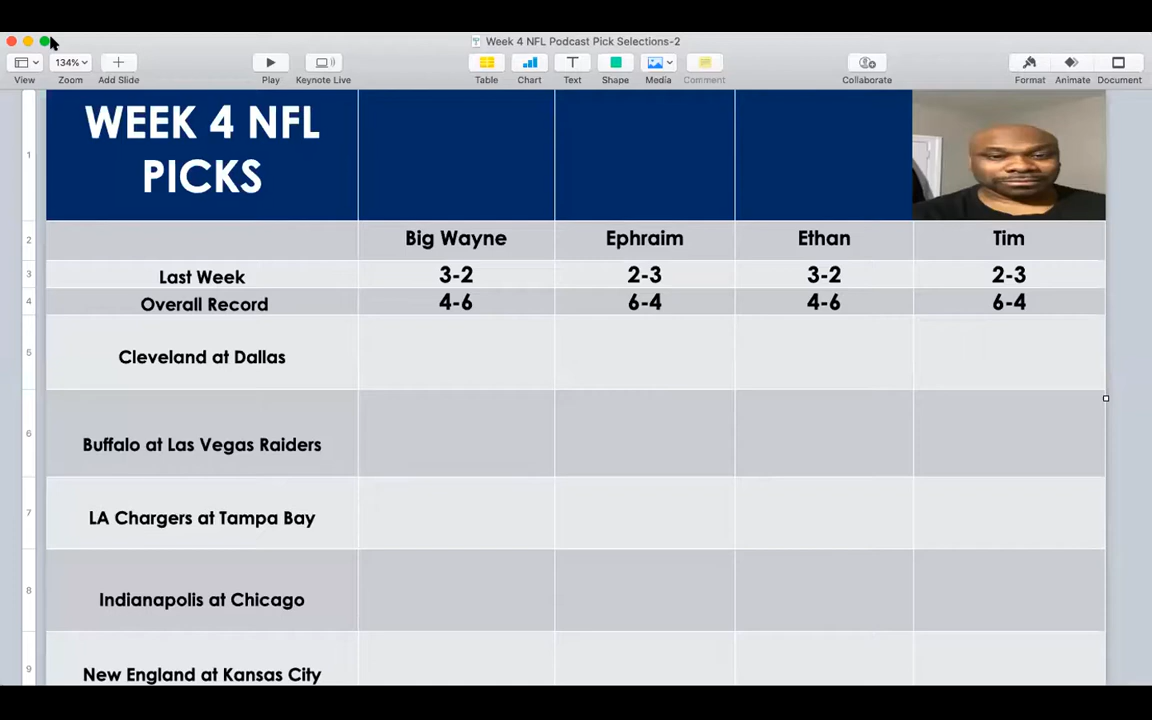 Week 4 NFL Podcast Pick Selections-2
134%
View
Zoom
Add Slide
Play
Keynote Live
Table
Chart
Text
Shape
Media
Comment
Collaborate
Format
Animate
Document
1
WEEK 4 NFL
PICKS
2
Big Wayne Ephraim Ethan Tim
3
Last Week 3-2 2-3 3-2 2-3
4
Overall Record 4-6 6-4 4-6 6-4
5
Cleveland at Dallas
6
Buffalo at Las Vegas Raiders
7
LA Chargers at Tampa Bay
8
Indianapolis at Chicago
9
New England at Kansas City